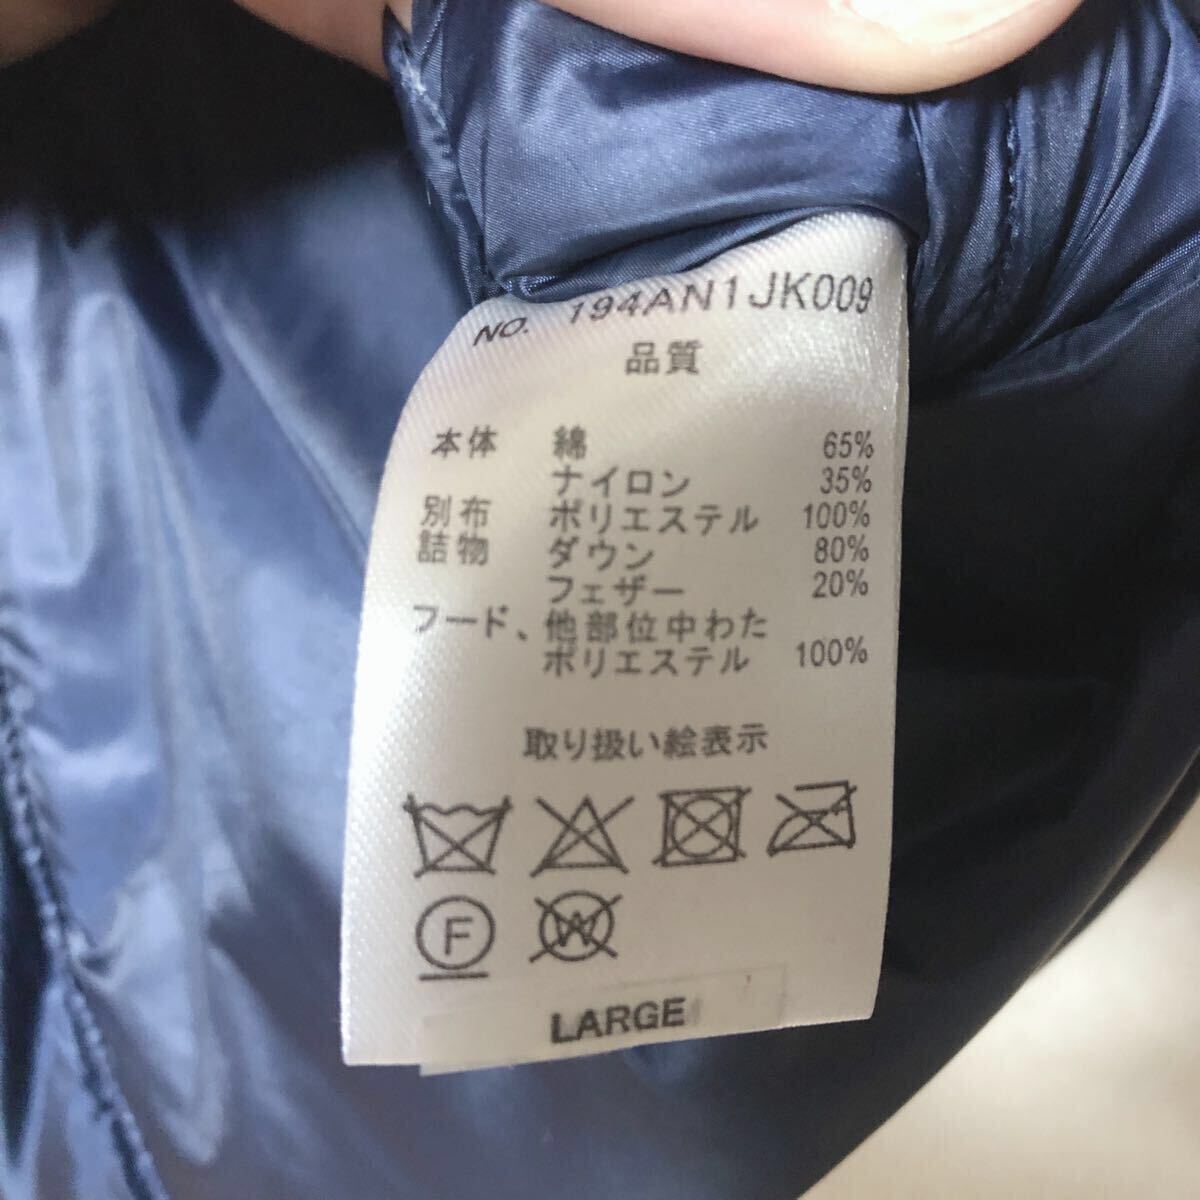 NO. 194AN1JK009
品質
本体 綿 65%
ナイロン 35%
別布 ポリエステル 100%
詰物 ダウン 80%
フェザー 20%
フード、他部位中わた
ポリエステル 100%
取り扱い絵表示
F W
LARGE